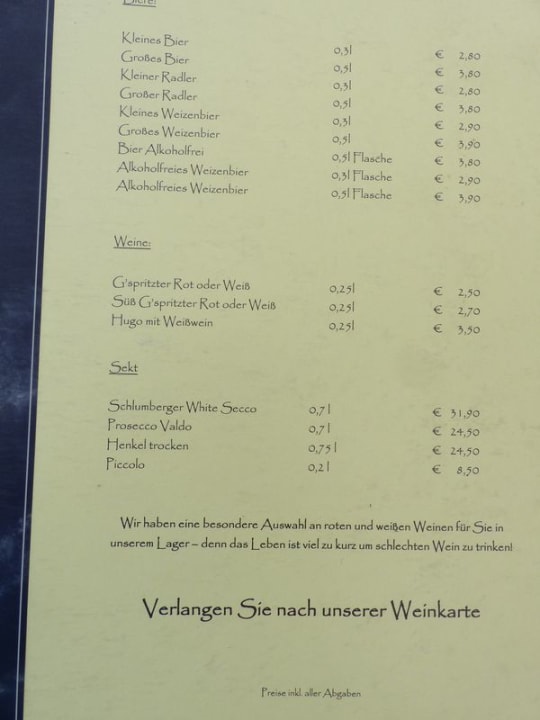 Biere:
Kleines Bier 0,3l € 2,80
Großes Bier 0,5l € 3,80
Kleiner Radler 0,3l € 2,80
Großer Radler 0,5l € 3,80
Kleines Weizenbier 0,3l € 2,90
Großes Weizenbier 0,5l € 3,90
Bier Alkoholfrei 0,5l Flasche € 3,80
Alkoholfreies Weizenbier 0,3l Flasche € 2,90
Alkoholfreies Weizenbier 0,5l Flasche € 3,90
Weine:
G'spritzter Rot oder Weiß 0,25l € 2,50
Süß G'spritzter Rot oder Weiß 0,25l € 2,70
Hugo mit Weißwein 0,25l € 3,50
Sekt
Schlumberger White Secco 0,7 l € 31,90
Prosecco Valdo 0,7 l € 24,50
Henkel trocken 0,75 l € 24,50
Piccolo 0,2 l € 8,50
Wir haben eine besondere Auswahl an roten und weißen Weinen für Sie in
unserem Lager – denn das Leben ist viel zu kurz um schlechten Wein zu trinken!
Verlangen Sie nach unserer Weinkarte
Preise inkl. aller Abgaben